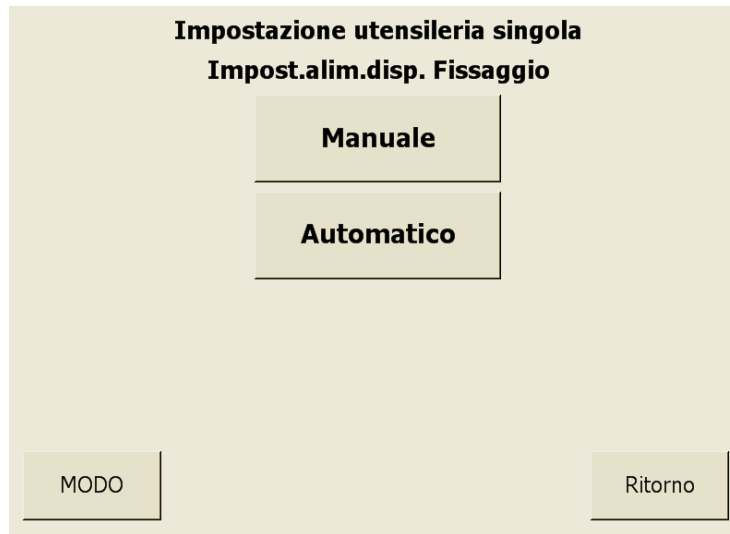 Impostazione utensileria singola
Impost.alim.disp. Fissaggio
Manuale
Automatico
MODO
Ritorno